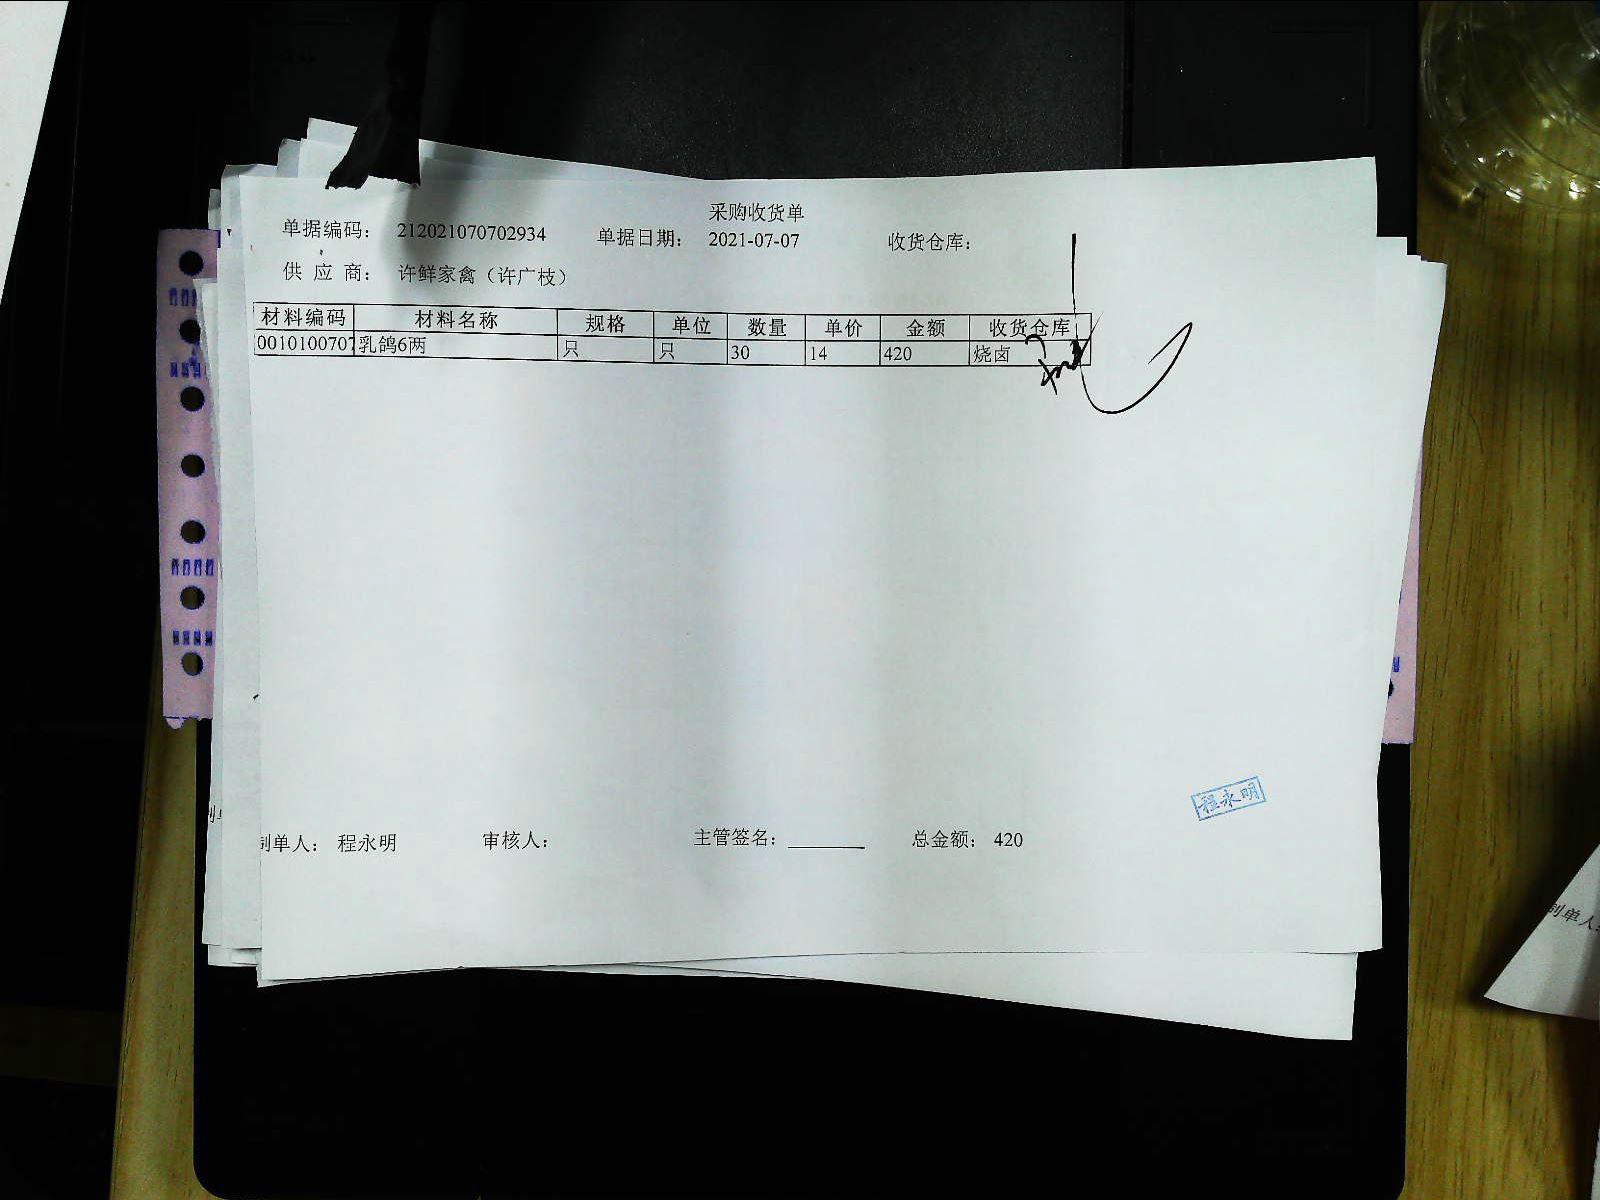 采购收货单
单据编码： 212021070702934 单据日期： 2021-07-07 收货仓库：
供 应 商： 许鲜家禽（许广枝）
材料编码 材料名称 规格 单位 数量 单价 金额 收货仓库
0010100707 乳鸽6两 只 只 30 14 420 烧卤
程永明
制单人： 程永明 审核人： 主管签名： 总金额： 420
制单人: